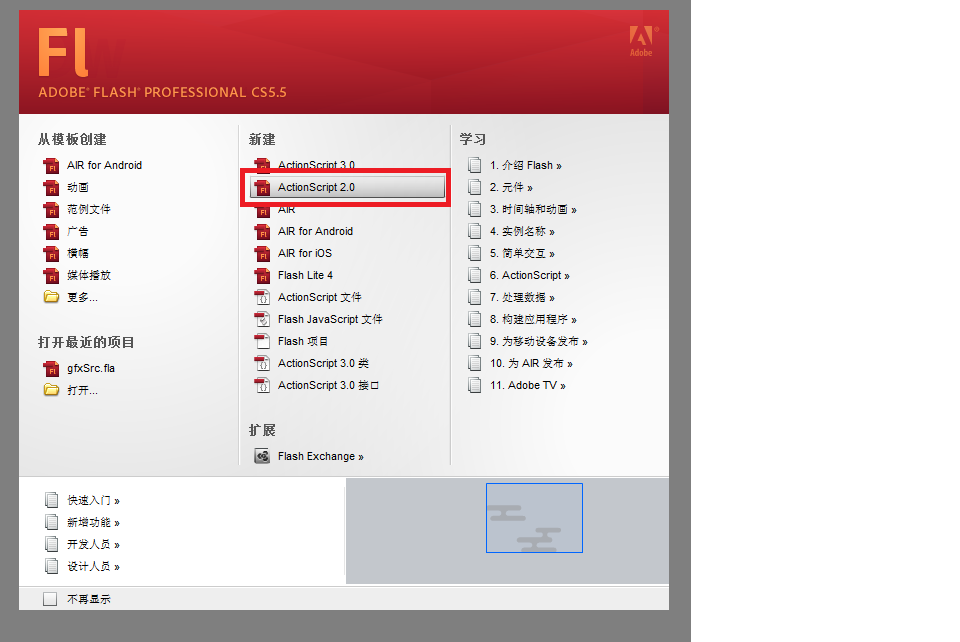 Fl
Adobe
ADOBE® FLASH® PROFESSIONAL CS5.5
从模板创建
AIR for Android
动画
范例文件
广告
横幅
媒体播放
更多...
打开最近的项目
gfxSrc.fla
打开...
新建
ActionScript 3.0
ActionScript 2.0
AIR
AIR for Android
AIR for iOS
Flash Lite 4
ActionScript 文件
Flash JavaScript 文件
Flash 项目
ActionScript 3.0 类
ActionScript 3.0 接口
扩展
Flash Exchange »
学习
1. 介绍 Flash »
2. 元件 »
3. 时间轴和动画 »
4. 实例名称 »
5. 简单交互 »
6. ActionScript »
7. 处理数据 »
8. 构建应用程序 »
9. 为移动设备发布 »
10. 为 AIR 发布 »
11. Adobe TV »
快速入门 »
新增功能 »
开发人员 »
设计人员 »
不再显示